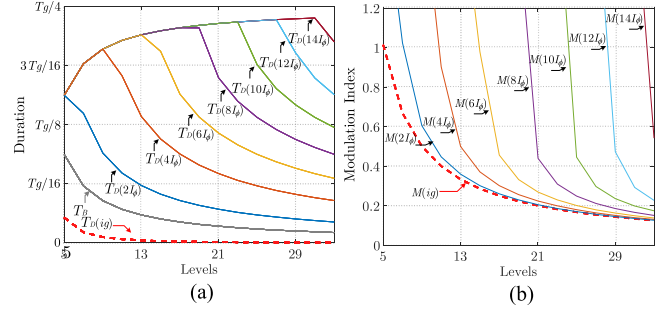 Tg/4
3Tg/16
Tg/8
Tg/16
0
Duration
T_D(14I_ϕ)
T_D(12I_ϕ)
T_D(10I_ϕ)
T_D(8I_ϕ)
T_D(6I_ϕ)
T_D(4I_ϕ)
T_D(2I_ϕ)
T_B
T_D(ig)
5 13 21 29
Levels
(a)
1.2
1
0.8
0.6
0.4
0.2
0
Modulation Index
M(14I_ϕ)
M(12I_ϕ)
M(10I_ϕ)
M(8I_ϕ)
M(6I_ϕ)
M(4I_ϕ)
M(2I_ϕ)
M(ig)
5 13 21 29
Levels
(b)